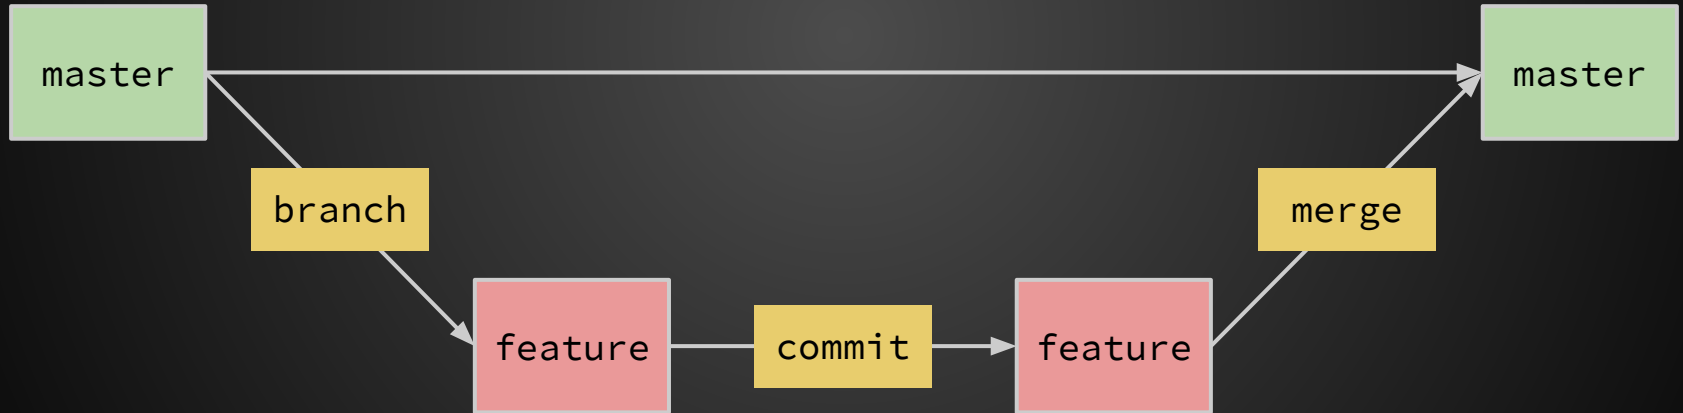 master
master
branch
merge
feature
commit
feature